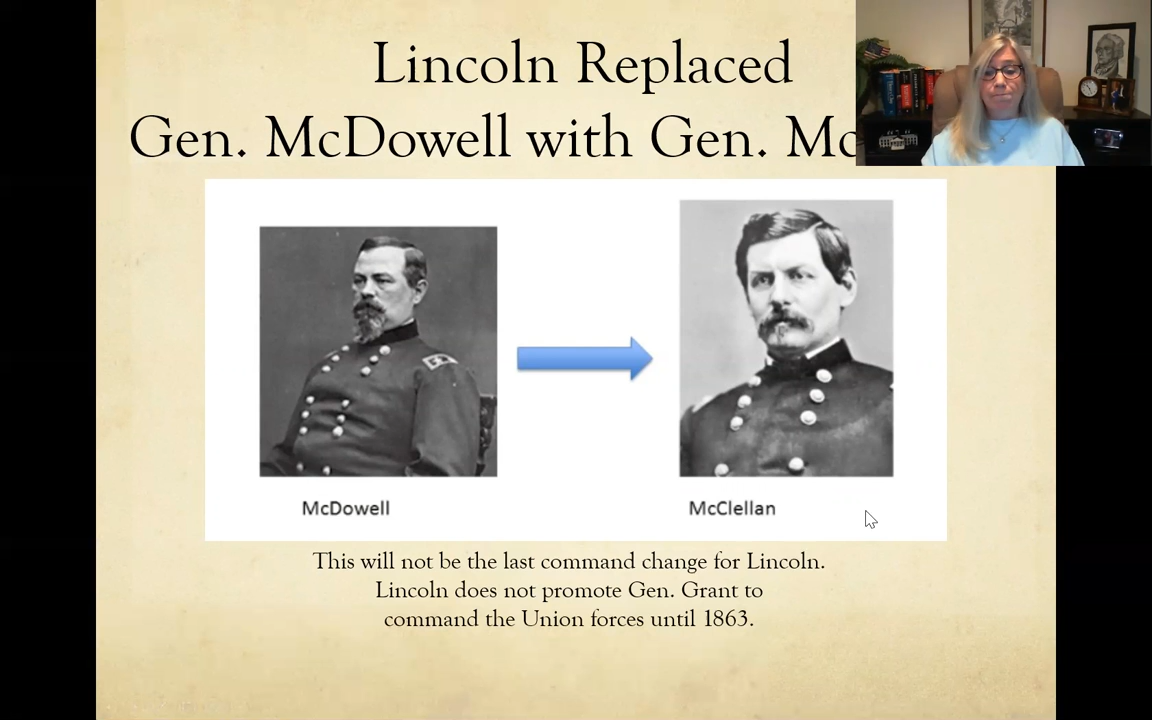 Lincoln Replaced
Gen. McDowell with Gen. Mc
McDowell
McClellan
This will not be the last command change for Lincoln.
Lincoln does not promote Gen. Grant to
command the Union forces until 1863.